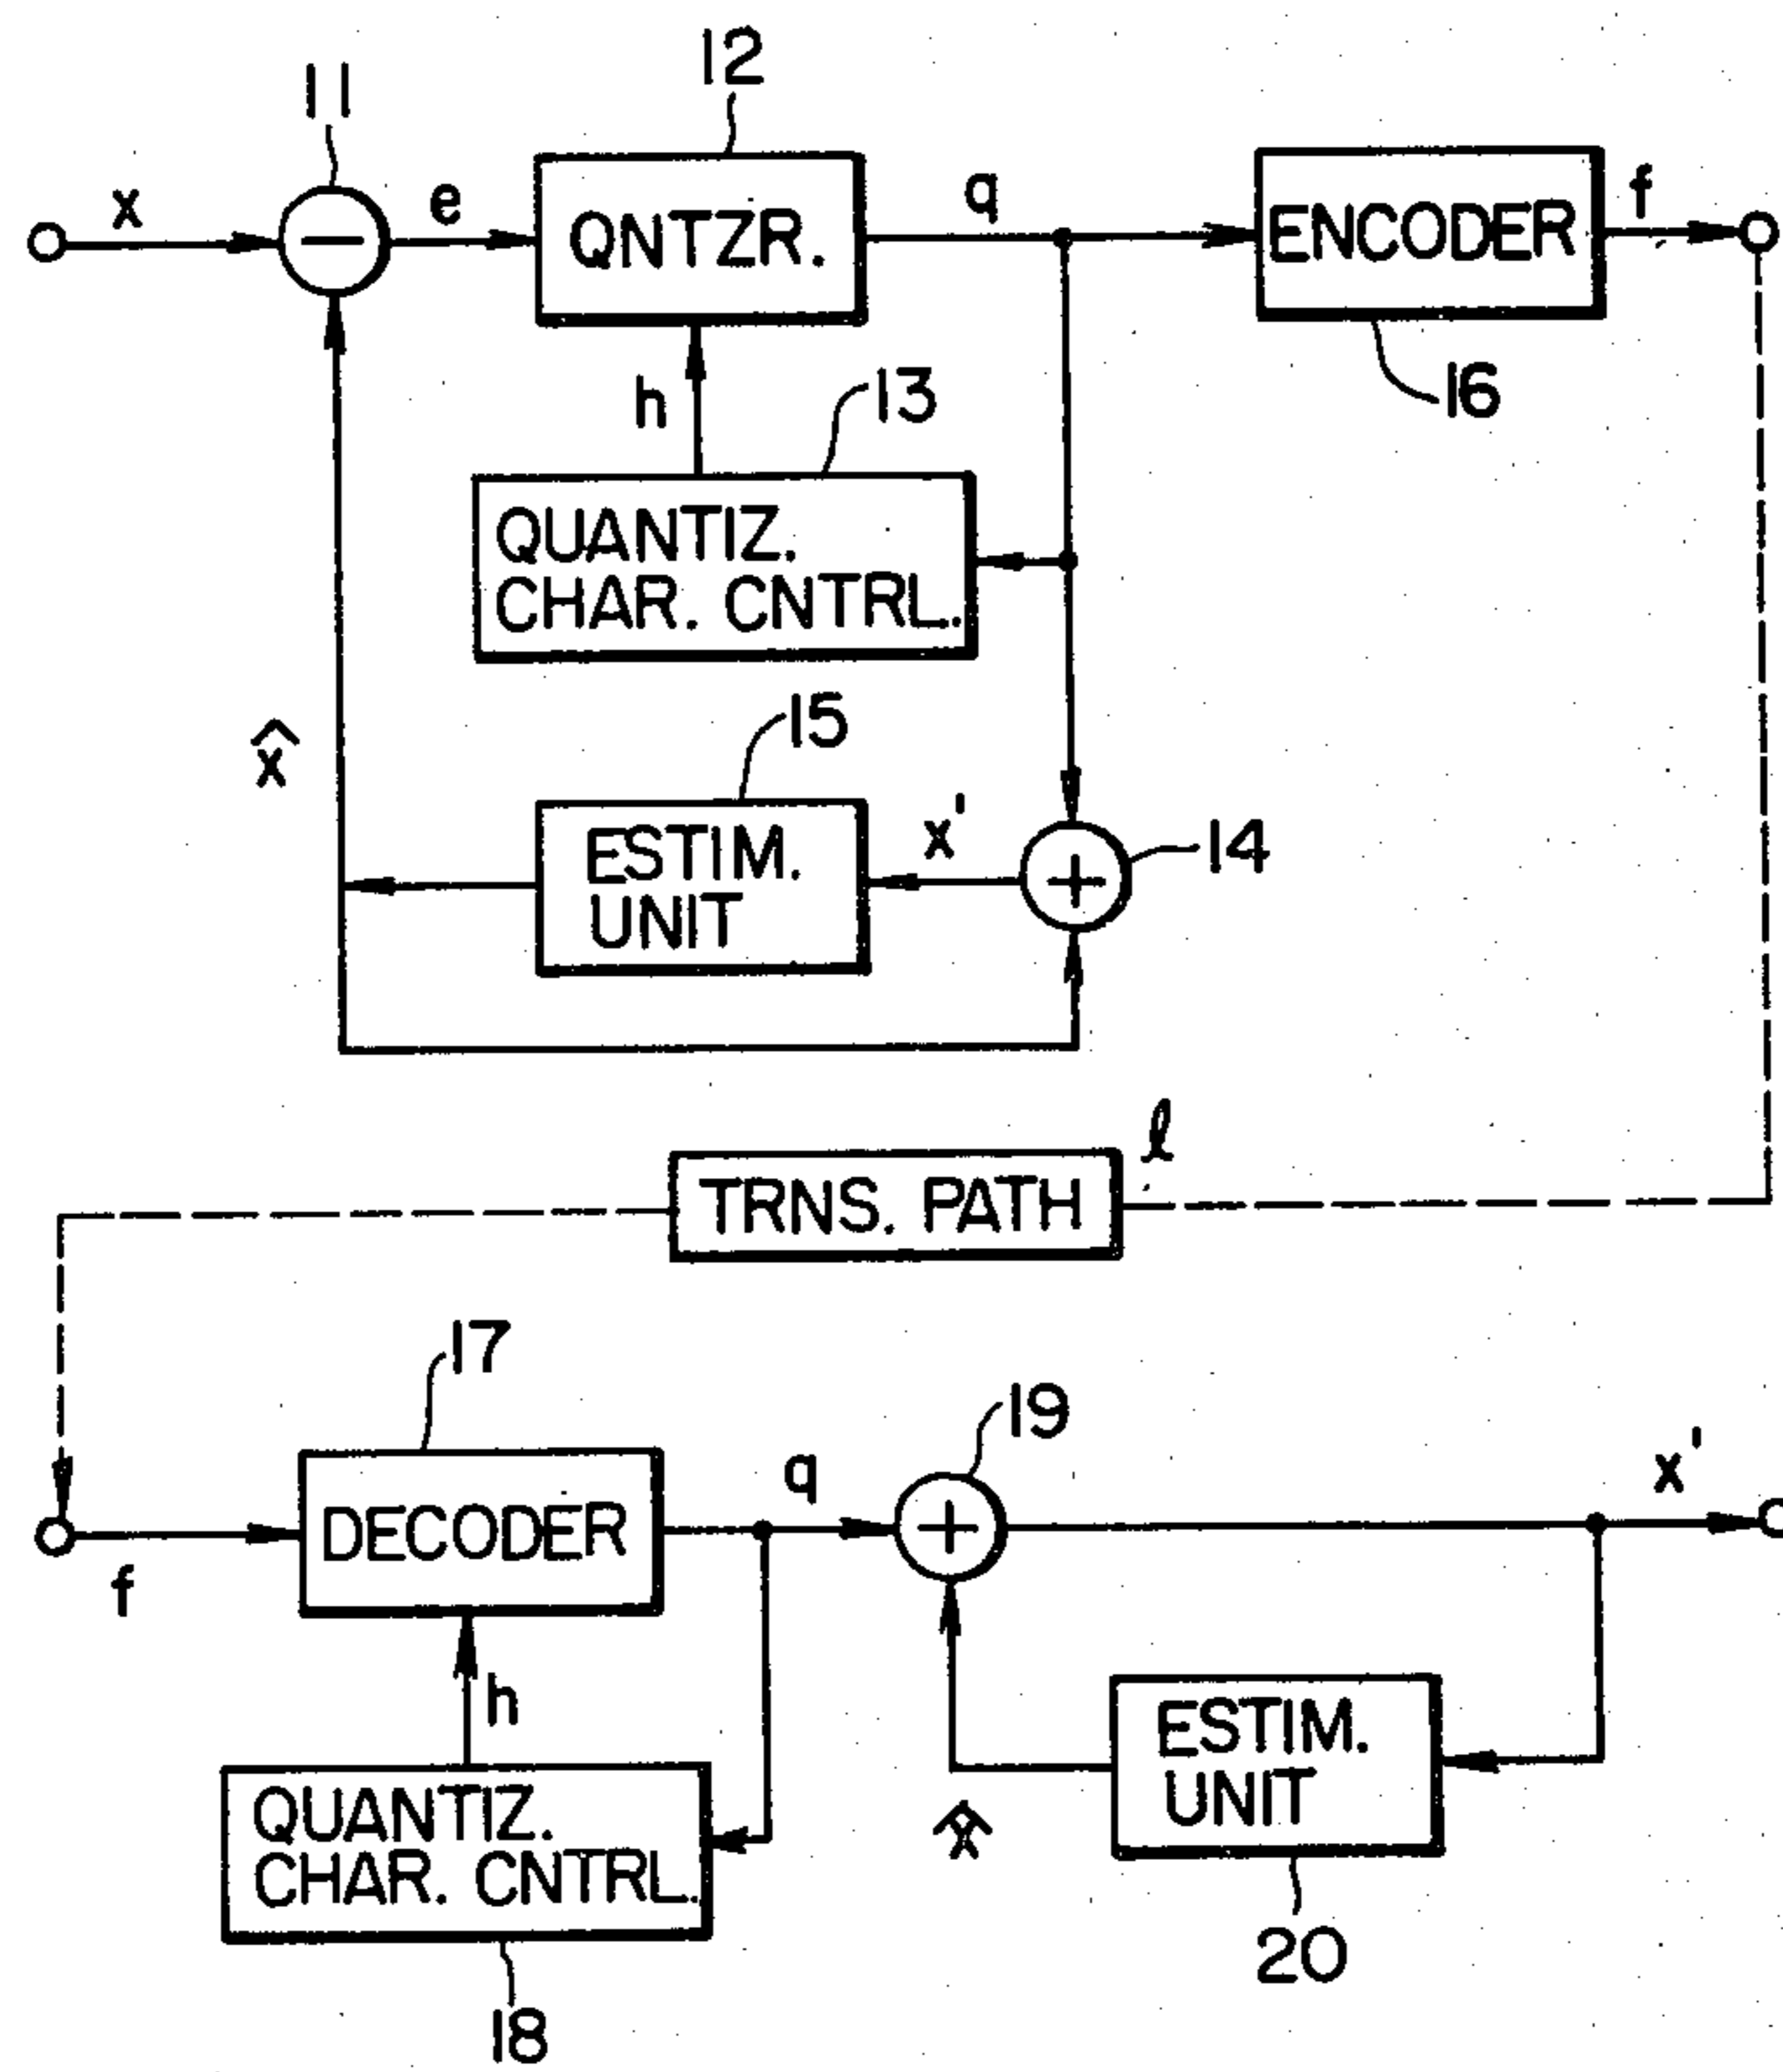 11
12
x
e
QNTZR.
q
ENCODER
f
h
13
16
QUANTIZ.
CHAR. CNTRL.
15
x̂
ESTIM.
UNIT
x'
14
+
l
TRNS. PATH
17
19
DECODER
q
+
x'
f
h
ESTIM.
UNIT
QUANTIZ.
CHAR. CNTRL.
x̂
20
18